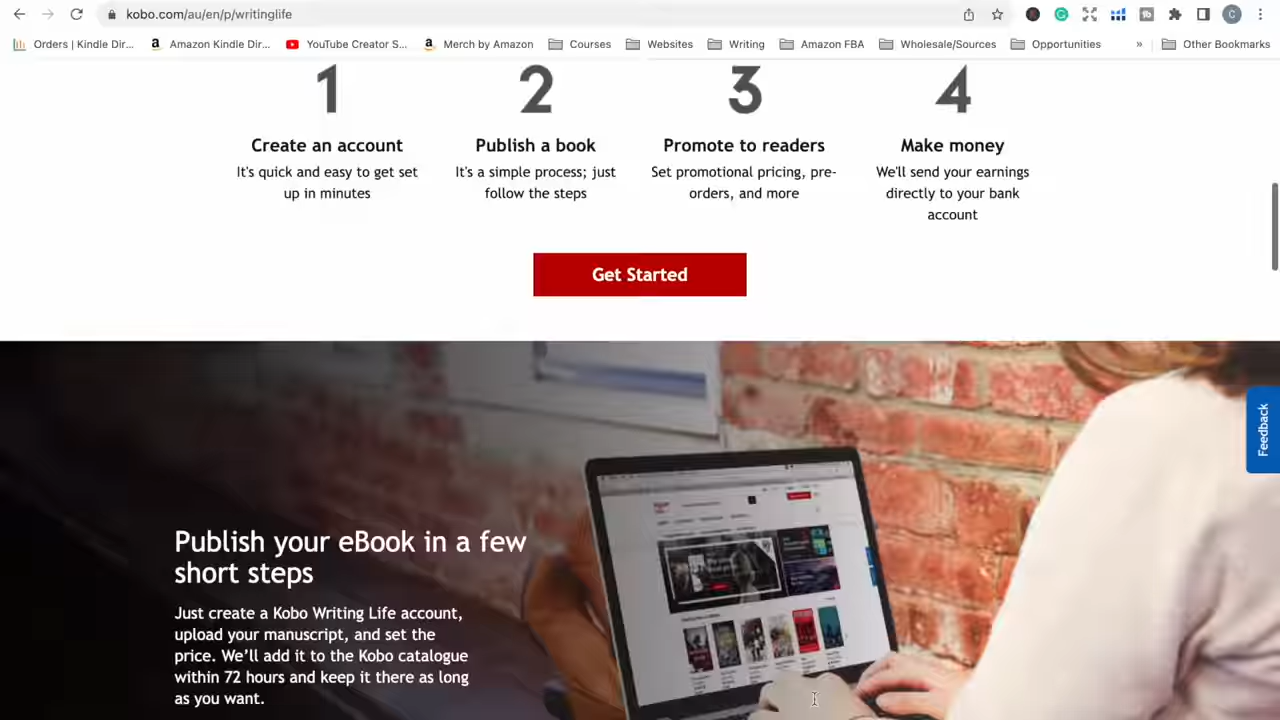 kobo.com/au/en/p/writinglife
C
Orders | Kindle Dir...
Amazon Kindle Dir...
YouTube Creator S...
Merch by Amazon
Courses
Websites
Writing
Amazon FBA
Wholesale/Sources
Opportunities
»
Other Bookmarks
1
2
3
4
Create an account
Publish a book
Promote to readers
Make money
It's quick and easy to get set
It's a simple process; just
Set promotional pricing, pre-
We'll send your earnings
up in minutes
follow the steps
orders, and more
directly to your bank
account
Get Started
Feedback
Publish your eBook in a few
short steps
Just create a Kobo Writing Life account,
upload your manuscript, and set the
price. We’ll add it to the Kobo catalogue
within 72 hours and keep it there as long
as you want.